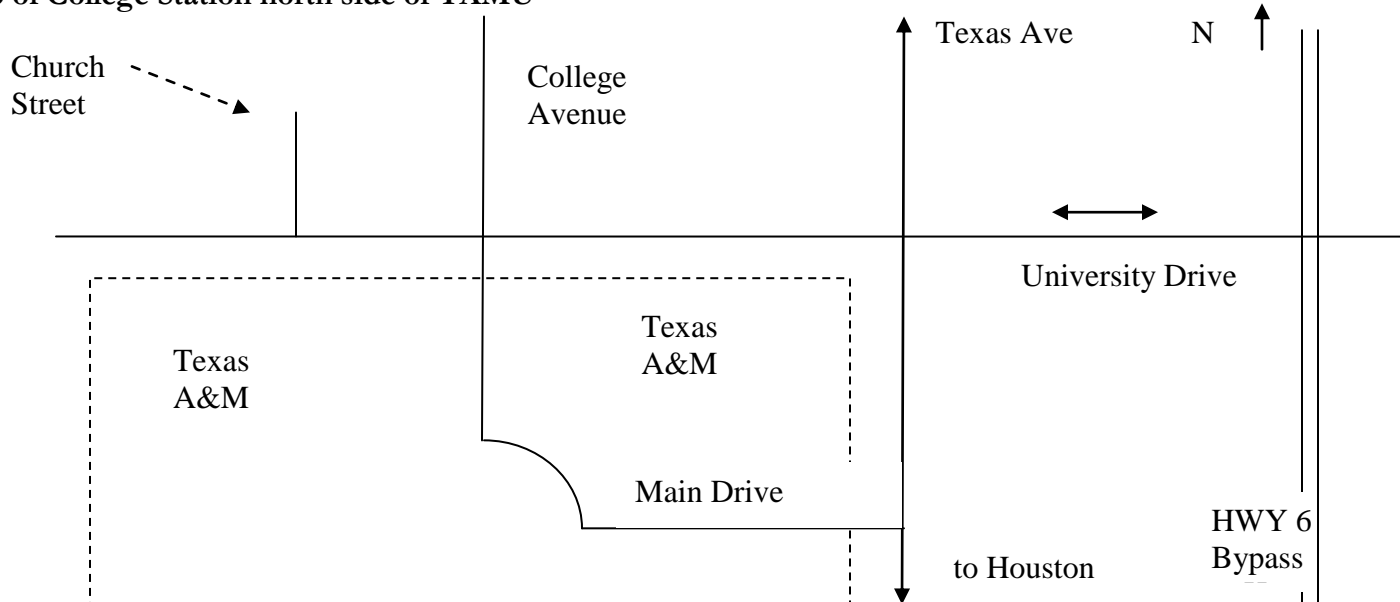 of College Station north side of TAMU
Texas Ave
N
Church
Street
College
Avenue
University Drive
Texas
A&M
Texas
A&M
Main Drive
HWY 6
Bypass
to Houston